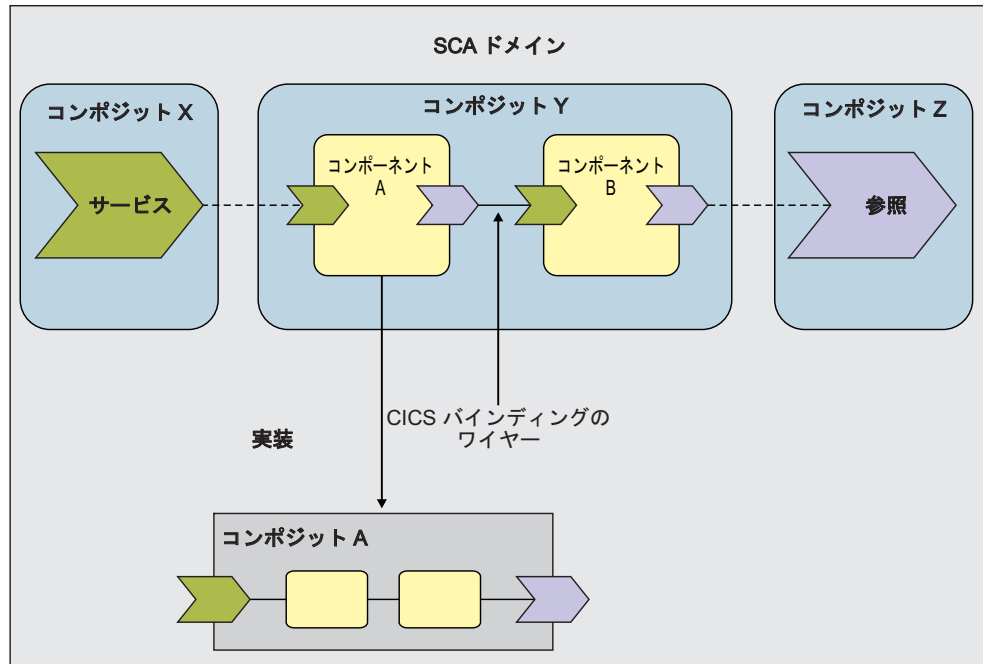 SCA ドメイン
コンポジット X
コンポジット Y
コンポジット Z
サービス
コンポーネント
A
コンポーネント
B
参照
CICS バインディングの
ワイヤー
実装
コンポジット A